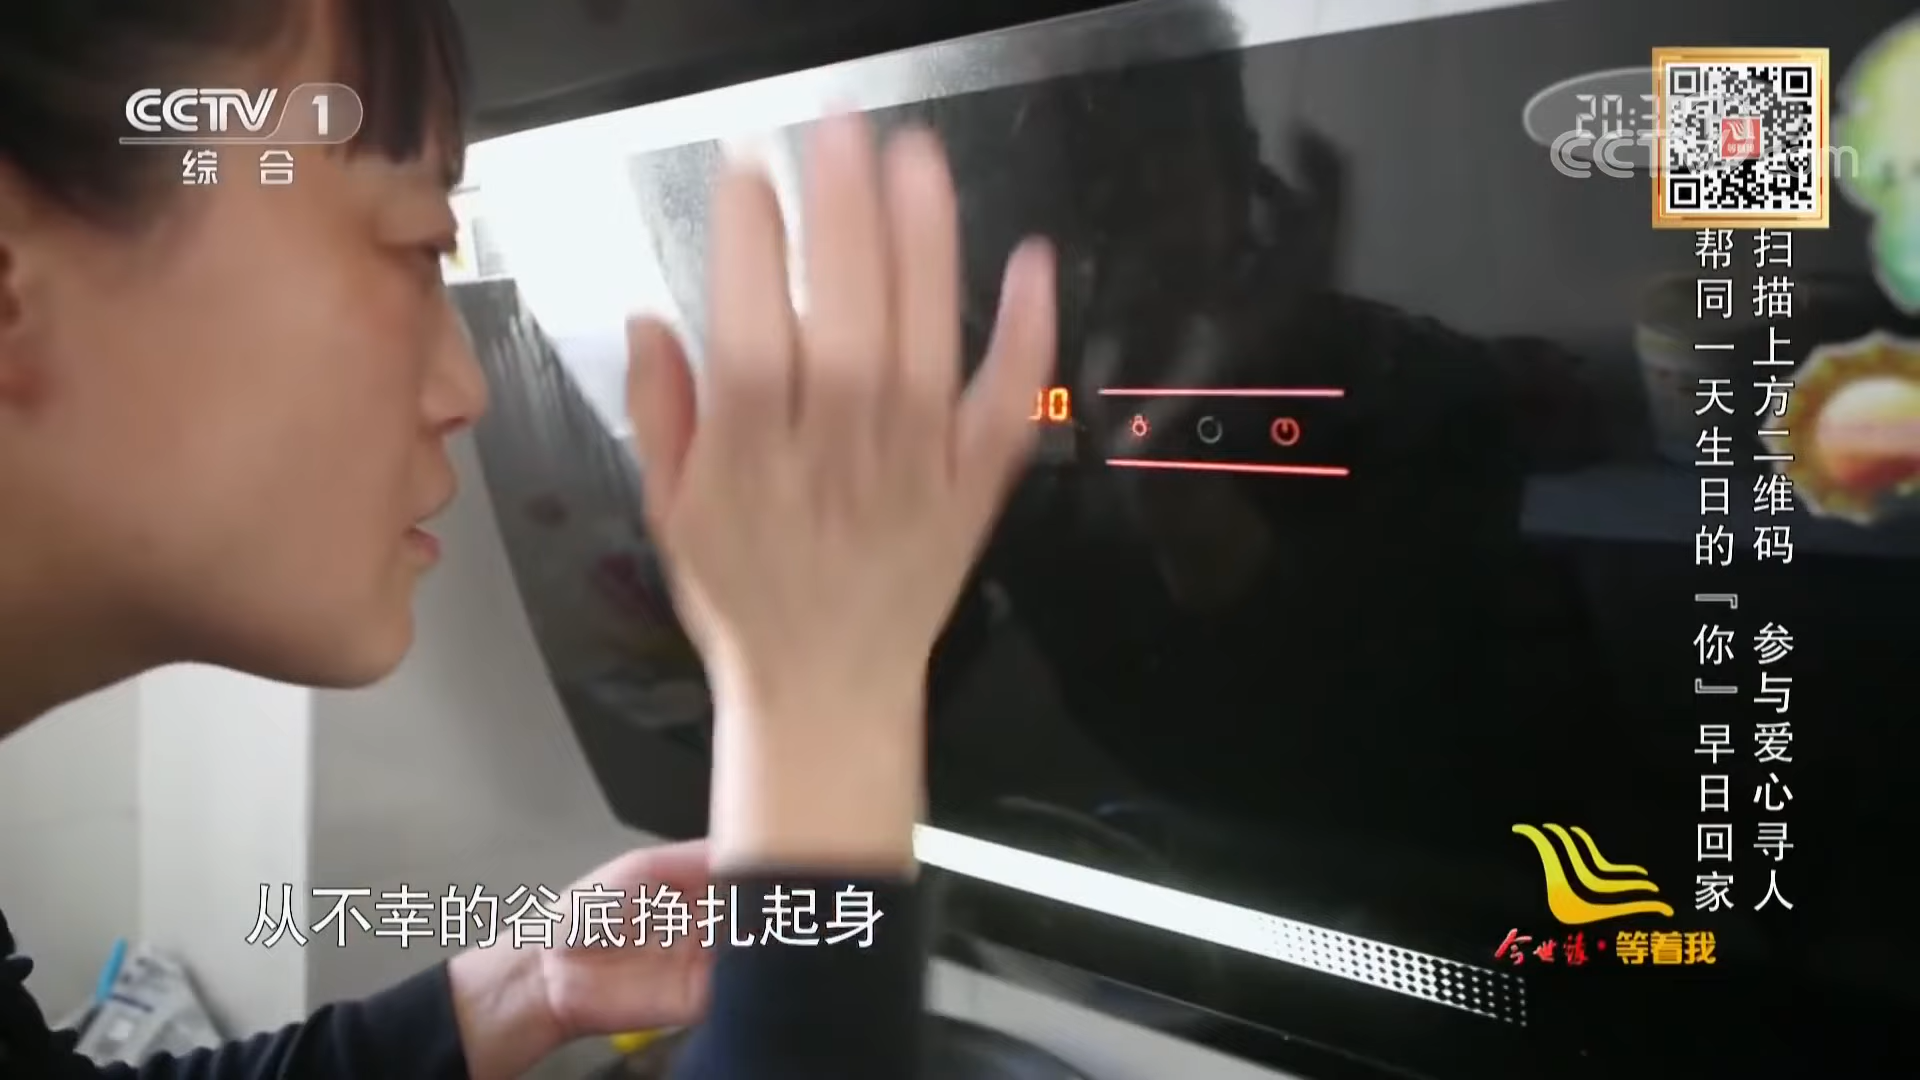 CCTV 1
综合
扫描上方二维码 参与爱心寻人
帮同一天生日的『你』早日回家
从不幸的谷底挣扎起身
今世缘·等着我